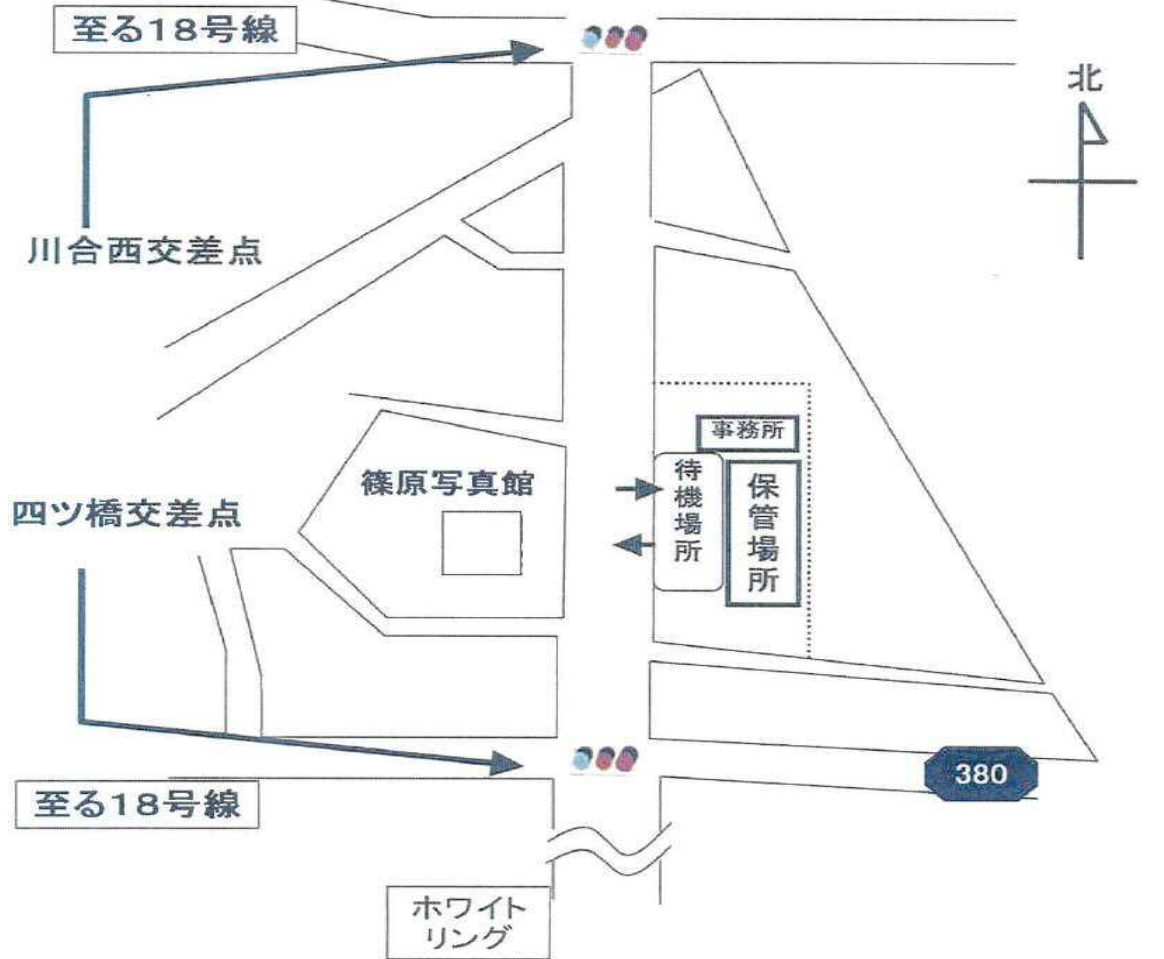 至る18号線
北
川合西交差点
事務所
待機場所
保管場所
篠原写真館
四ツ橋交差点
380
至る18号線
ホワイト
リング